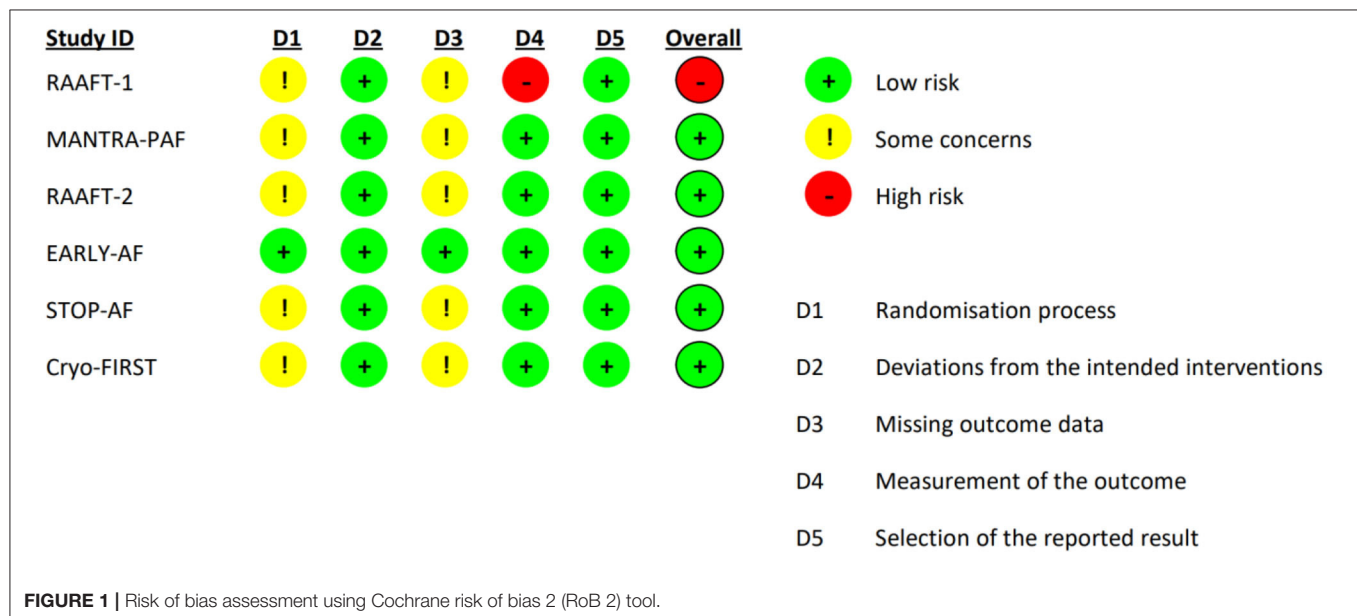 Study ID D1 D2 D3 D4 D5 Overall
RAAFT-1 ! + ! - + -
MANTRA-PAF ! + ! + + +
RAAFT-2 ! + ! + + +
EARLY-AF + + + + + +
STOP-AF ! + ! + + +
Cryo-FIRST ! + ! + + +
+ Low risk
! Some concerns
- High risk
D1 Randomisation process
D2 Deviations from the intended interventions
D3 Missing outcome data
D4 Measurement of the outcome
D5 Selection of the reported result
FIGURE 1 | Risk of bias assessment using Cochrane risk of bias 2 (RoB 2) tool.